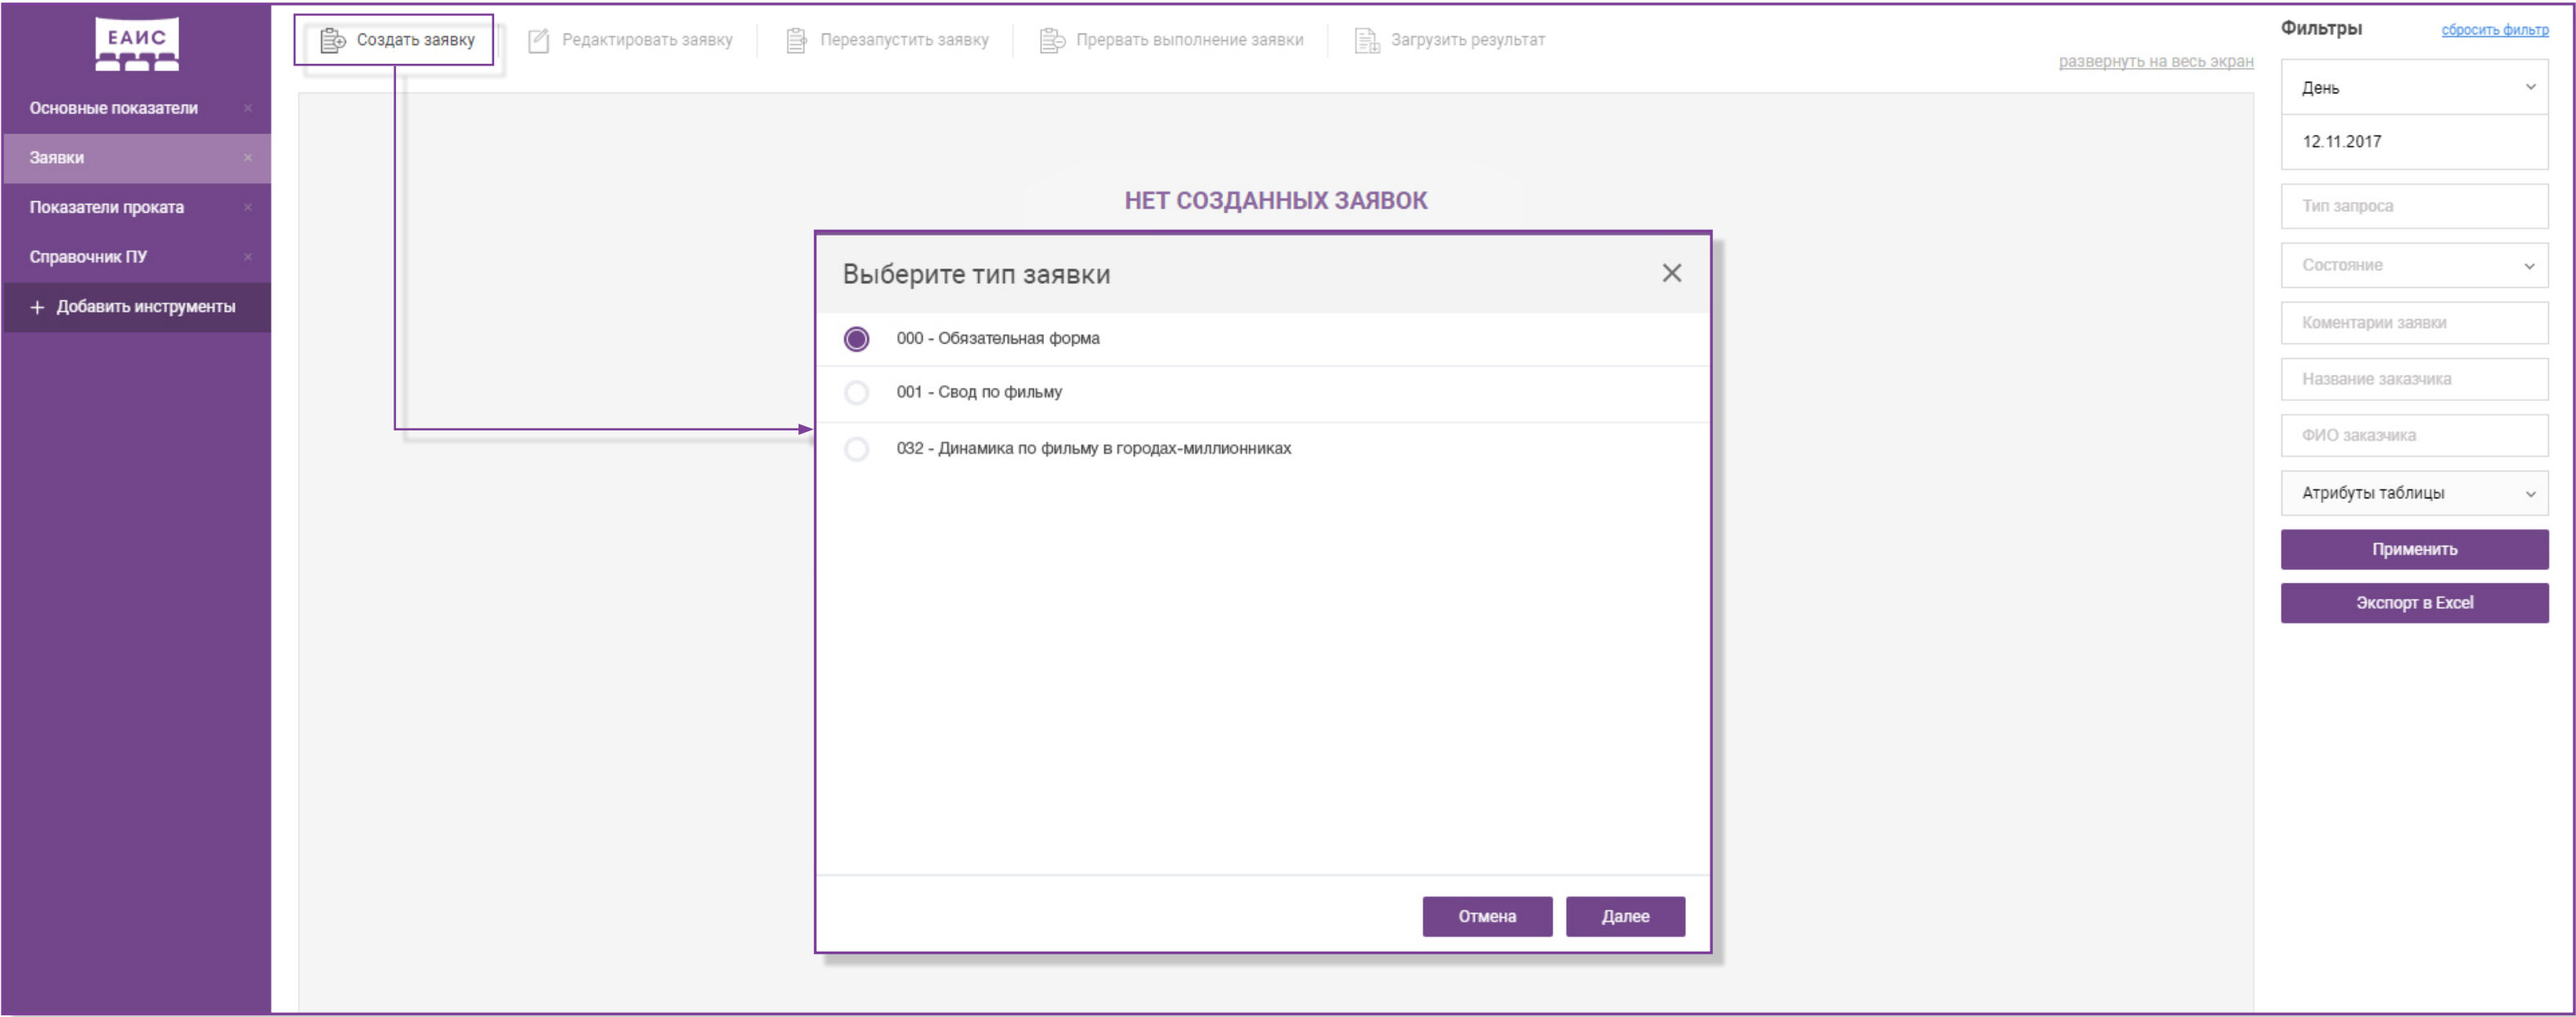 ЕАИС
Основные показатели
Заявки
Показатели проката
Справочник ПУ
+ Добавить инструменты
Создать заявку
Редактировать заявку
Перезапустить заявку
Прервать выполнение заявки
Загрузить результат
развернуть на весь экран
НЕТ СОЗДАННЫХ ЗАЯВОК
Выберите тип заявки
000 - Обязательная форма
001 - Свод по фильму
032 - Динамика по фильму в городах-миллионниках
Отмена
Далее
Фильтры
сбросить фильтр
День
12.11.2017
Тип запроса
Состояние
Коментарии заявки
Название заказчика
ФИО заказчика
Атрибуты таблицы
Применить
Экспорт в Excel